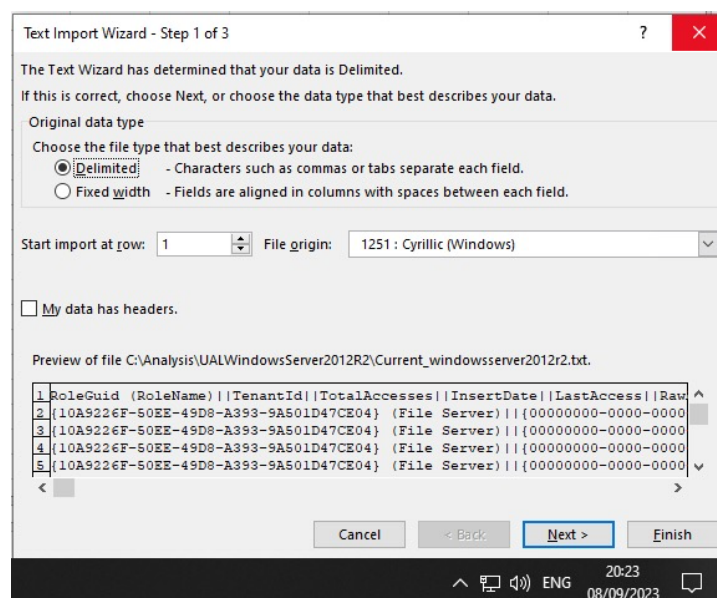 Text Import Wizard - Step 1 of 3 ?
The Text Wizard has determined that your data is Delimited.
If this is correct, choose Next, or choose the data type that best describes your data.
Original data type
Choose the file type that best describes your data:
Delimited - Characters such as commas or tabs separate each field.
Fixed width - Fields are aligned in columns with spaces between each field.
Start import at row: 1 File origin: 1251 : Cyrillic (Windows)
My data has headers.
Preview of file C:\Analysis\UALWindowsServer2012R2\Current_windowsserver2012r2.txt.
1 RoleGuid (RoleName)||TenantId||TotalAccesses||InsertDate||LastAccess||Raw
2 {10A9226F-50EE-49D8-A393-9A501D47CE04} (File Server)||{00000000-0000-0000
3 {10A9226F-50EE-49D8-A393-9A501D47CE04} (File Server)||{00000000-0000-0000
4 {10A9226F-50EE-49D8-A393-9A501D47CE04} (File Server)||{00000000-0000-0000
5 {10A9226F-50EE-49D8-A393-9A501D47CE04} (File Server)||{00000000-0000-0000
Cancel < Back Next > Finish
ENG 20:23
08/09/2023